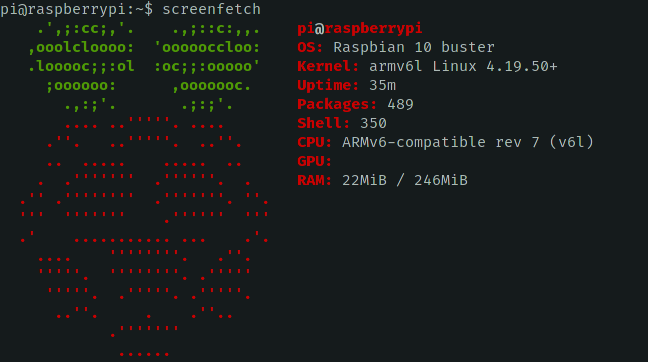 pi@raspberrypi:~$ screenfetch
pi@raspberrypi
OS: Raspbian 10 buster
Kernel: armv6l Linux 4.19.50+
Uptime: 35m
Packages: 489
Shell: 350
CPU: ARMv6-compatible rev 7 (v6l)
GPU:
RAM: 22MiB / 246MiB